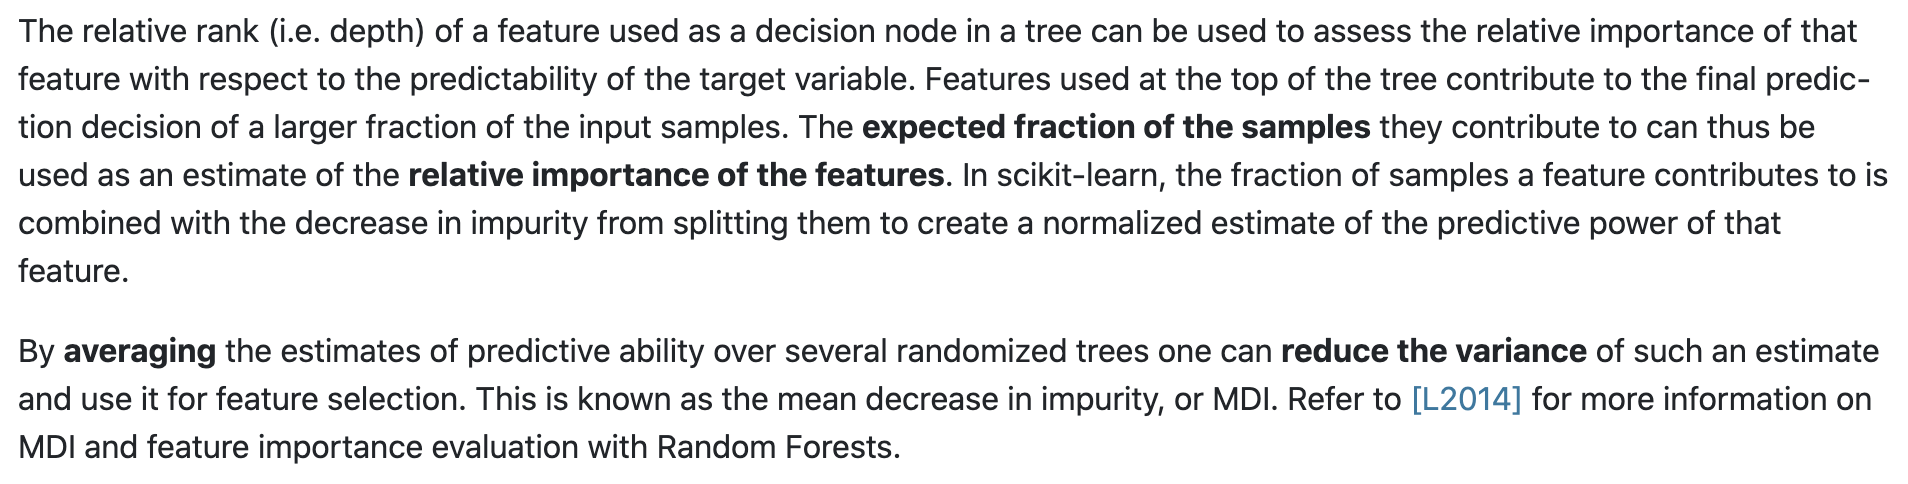 The relative rank (i.e. depth) of a feature used as a decision node in a tree can be used to assess the relative importance of that
feature with respect to the predictability of the target variable. Features used at the top of the tree contribute to the final predic-
tion decision of a larger fraction of the input samples. The expected fraction of the samples they contribute to can thus be
used as an estimate of the relative importance of the features. In scikit-learn, the fraction of samples a feature contributes to is
combined with the decrease in impurity from splitting them to create a normalized estimate of the predictive power of that
feature.
By averaging the estimates of predictive ability over several randomized trees one can reduce the variance of such an estimate
and use it for feature selection. This is known as the mean decrease in impurity, or MDI. Refer to [L2014] for more information on
MDI and feature importance evaluation with Random Forests.